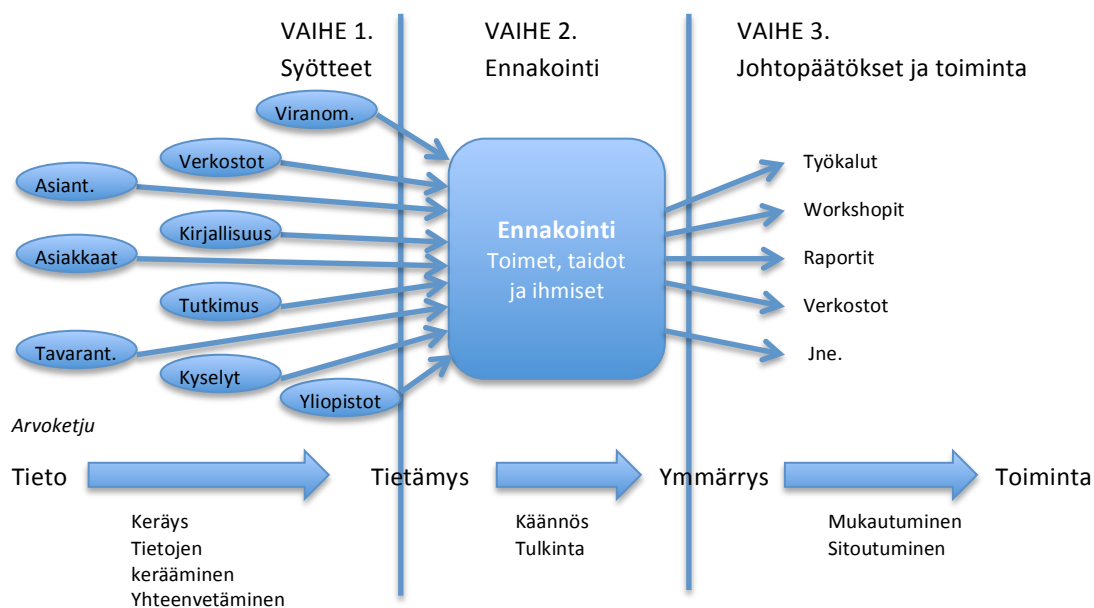 VAIHE 1.
Syötteet
VAIHE 2.
Ennakointi
VAIHE 3.
Johtopäätökset ja toiminta
Viranom.
Verkostot
Asiant.
Kirjallisuus
Asiakkaat
Tutkimus
Tavarant.
Kyselyt
Yliopistot
Ennakointi
Toimet, taidot
ja ihmiset
Työkalut
Workshopit
Raportit
Verkostot
Jne.
Arvoketju
Tieto
Tietämys
Ymmärrys
Toiminta
Keräys
Tietojen
kerääminen
Yhteenvetäminen
Käännös
Tulkinta
Mukautuminen
Sitoutuminen